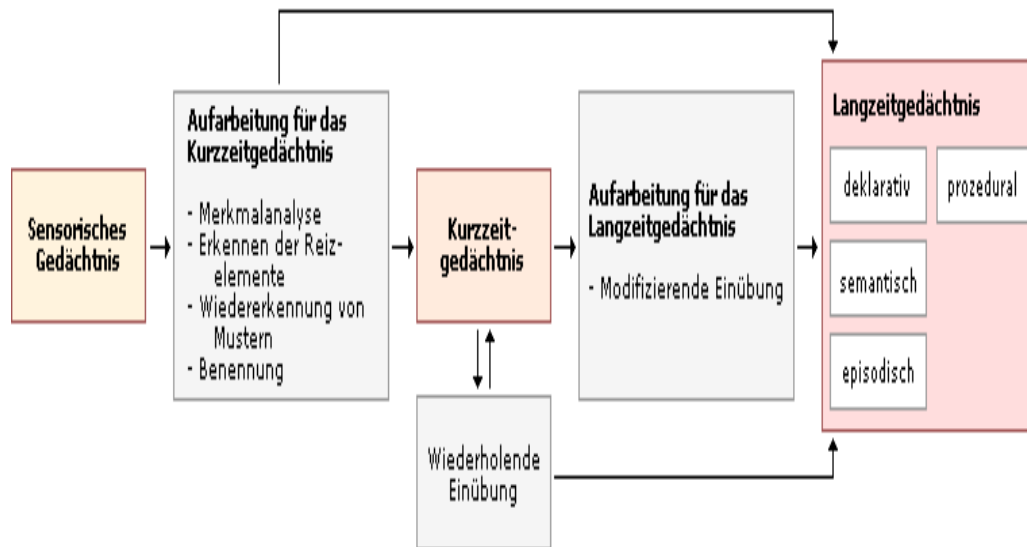 Sensorisches
Gedächtnis
Aufarbeitung für das
Kurzzeitgedächtnis
- Merkmalanalyse
- Erkennen der Reiz-
elemente
- Wiedererkennung von
Mustern
- Benennung
Kurzzeit-
gedächtnis
Wiederholende
Einübung
Aufarbeitung für das
Langzeitgedächtnis
- Modifizierende Einübung
Langzeitgedächtnis
deklarativ
prozedural
semantisch
episodisch